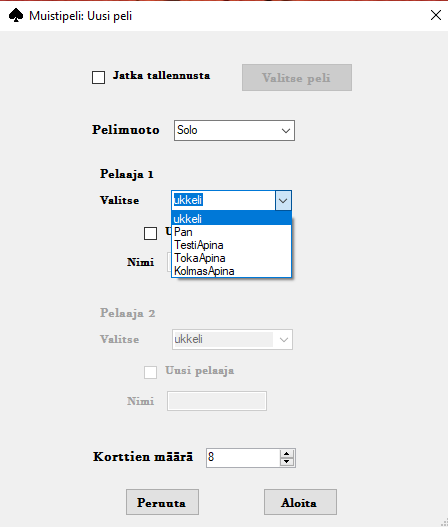 Muistipeli: Uusi peli
Jatka tallennusta Valitse peli
Pelimuoto Solo
Pelaaja 1
Valitse ukkeli
ukkeli
Pan
TestiApina
TokaApina
KolmasApina
U
Nimi
Pelaaja 2
Valitse ukkeli
Uusi pelaaja
Nimi
Korttien määrä 8
Peruuta Aloita